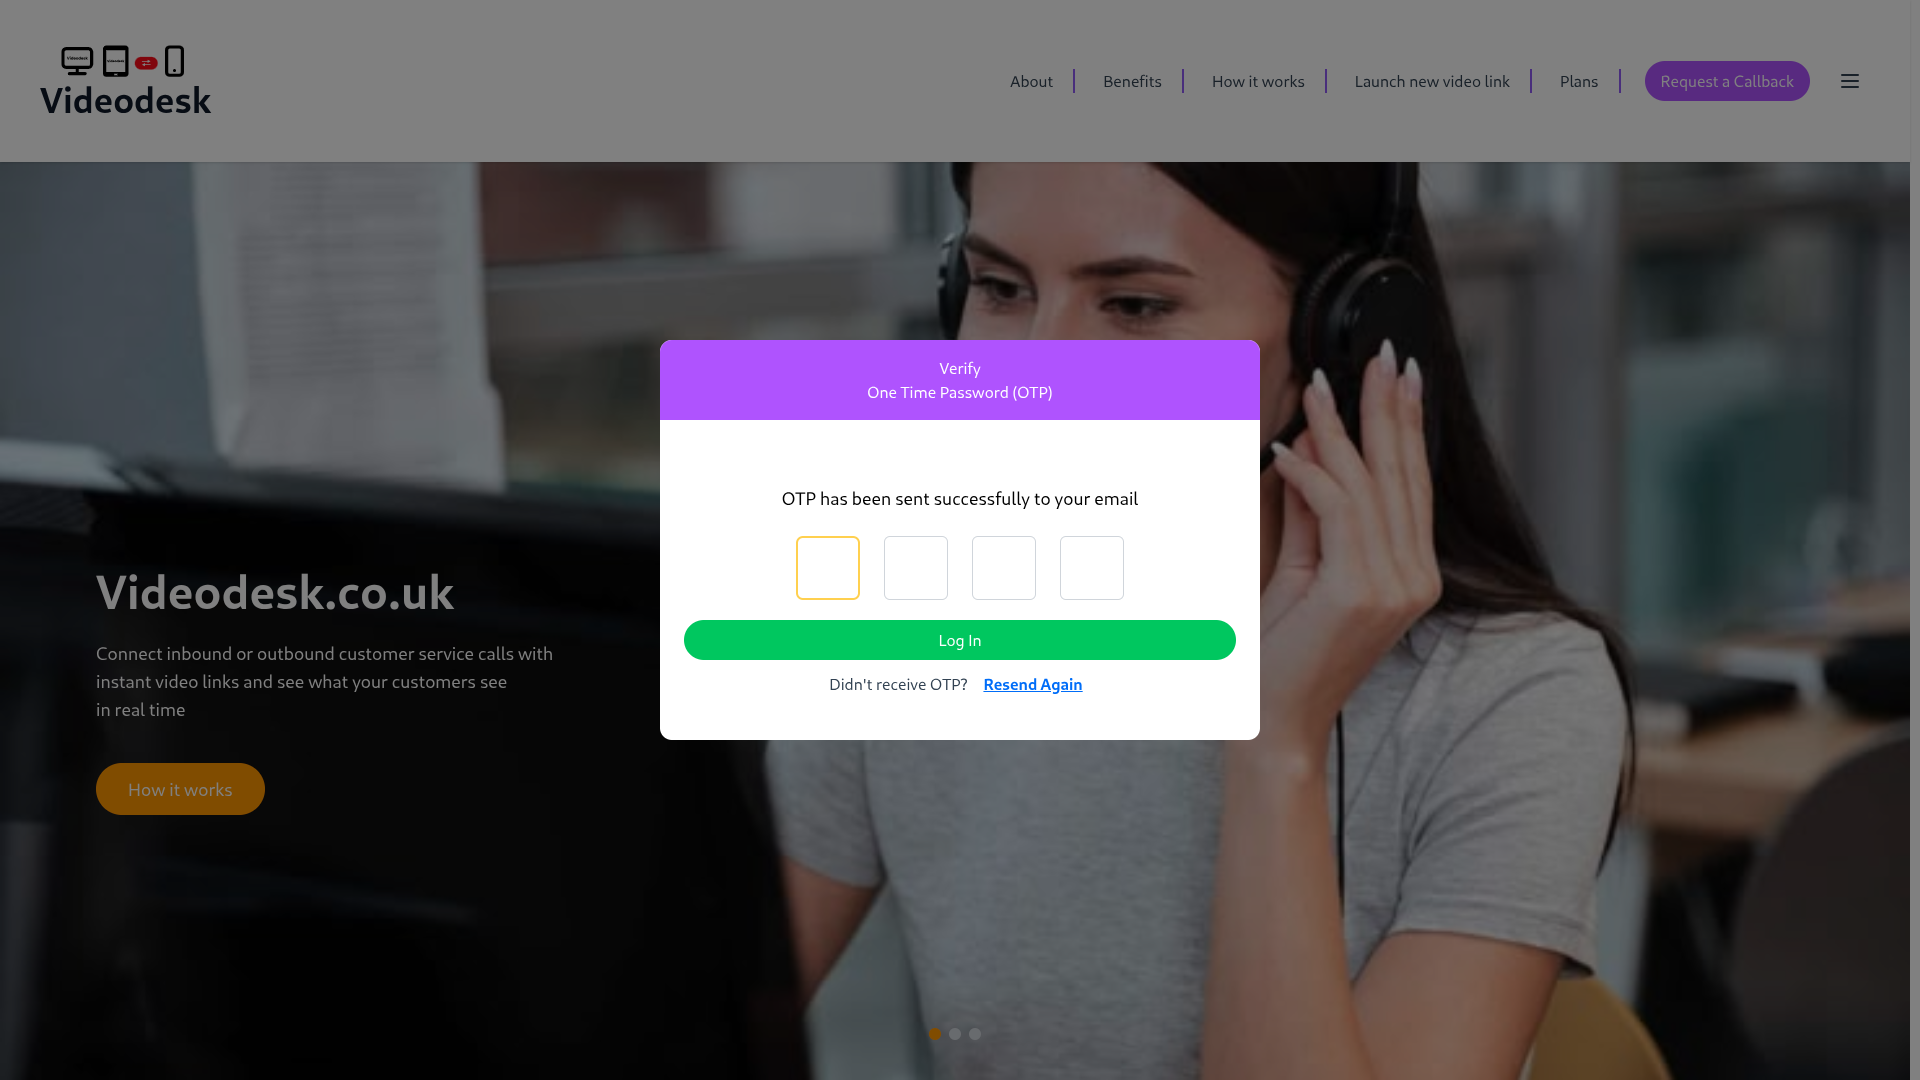 Videodesk
About
Benefits
How it works
Launch new video link
Plans
Request a Callback
Verify
One Time Password (OTP)
OTP has been sent successfully to your email
Log In
Didn't receive OTP? Resend Again
Videodesk.co.uk
Connect inbound or outbound customer service calls with
instant video links and see what your customers see
in real time
How it works